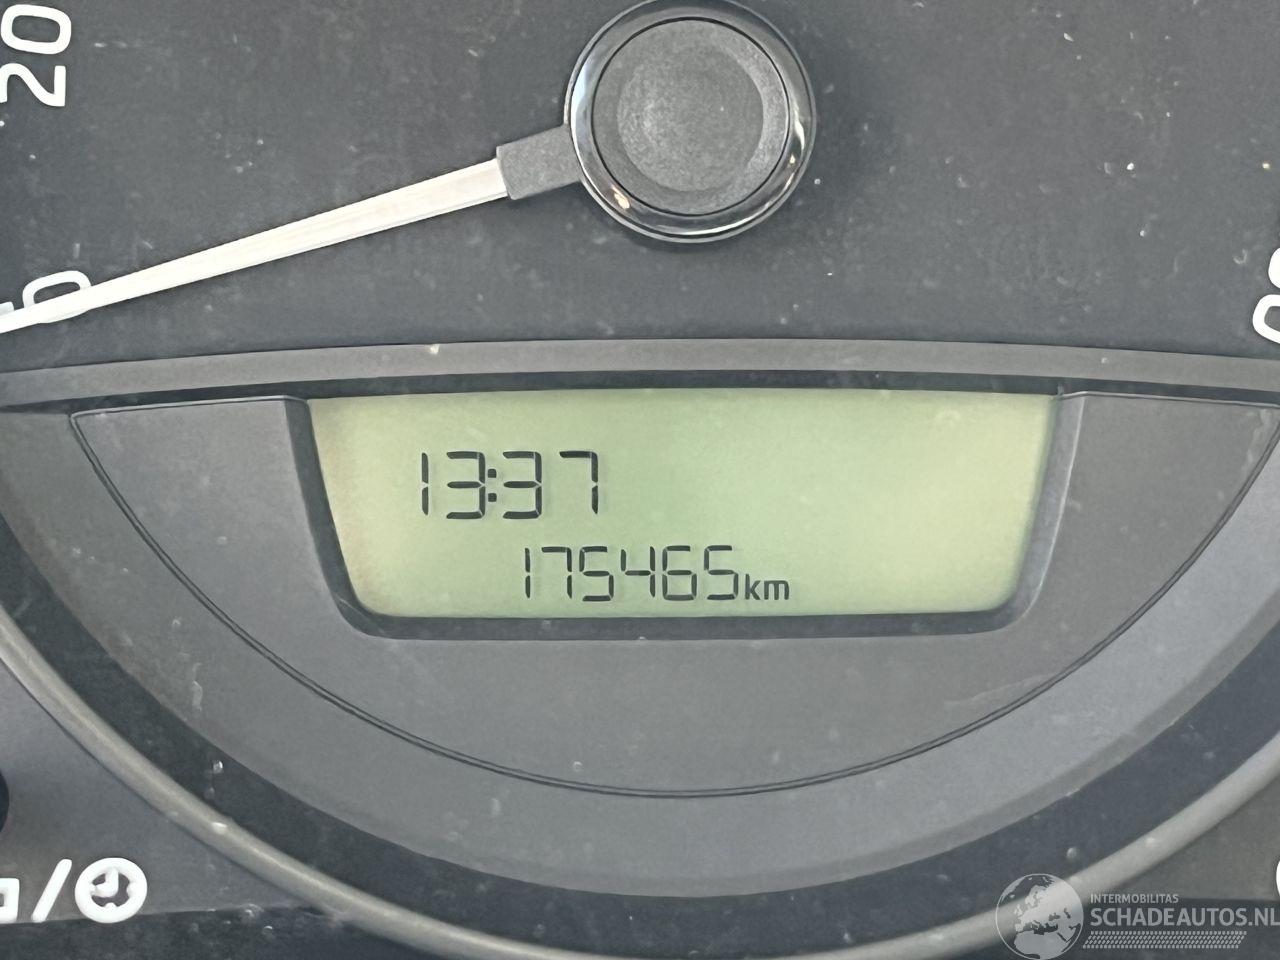 20
13:37
175465km
INTERMOBILITAS
SCHADEAUTOS.NL